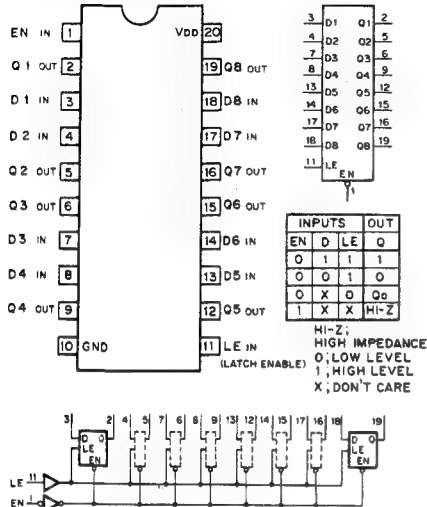 EN IN 1
Q1 OUT 2
D1 IN 3
D2 IN 4
Q2 OUT 5
Q3 OUT 6
D3 IN 7
D4 IN 8
Q4 OUT 9
10 GND
VDD 20
19 Q8 OUT
18 D8 IN
17 D7 IN
16 Q7 OUT
15 Q6 OUT
14 D6 IN
13 D5 IN
12 Q5 OUT
11 LE IN
(LATCH ENABLE)
3 D1 Q1 2
4 D2 Q2 5
7 D3 Q3 6
8 D4 Q4 9
13 D5 Q5 12
14 D6 Q6 15
17 D7 Q7 16
18 D8 Q8 19
11 LE
EN
1
INPUTS OUT
EN D LE Q
0 1 1 1
0 0 1 0
0 X 0 Qo
1 X X HI-Z
HI-Z;
HIGH IMPEDANCE
0;LOW LEVEL
1;HIGH LEVEL
X;DON'T CARE
3 2 4 5 7 6 8 9 13 12 14 15 17 16 18 19
D Q
LE
EN
D Q
LE
EN
LE 11
EN 1